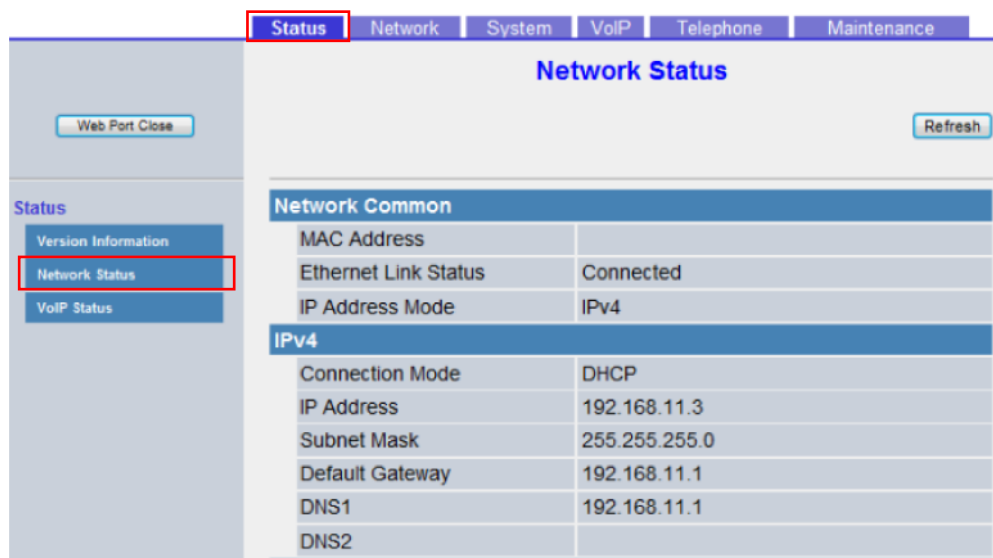 Status Network System VoIP Telephone Maintenance
Network Status
Web Port Close
Refresh
Status
Version Information
Network Status
VoIP Status
Network Common
MAC Address
Ethernet Link Status Connected
IP Address Mode IPv4
IPv4
Connection Mode DHCP
IP Address 192.168.11.3
Subnet Mask 255.255.255.0
Default Gateway 192.168.11.1
DNS1 192.168.11.1
DNS2